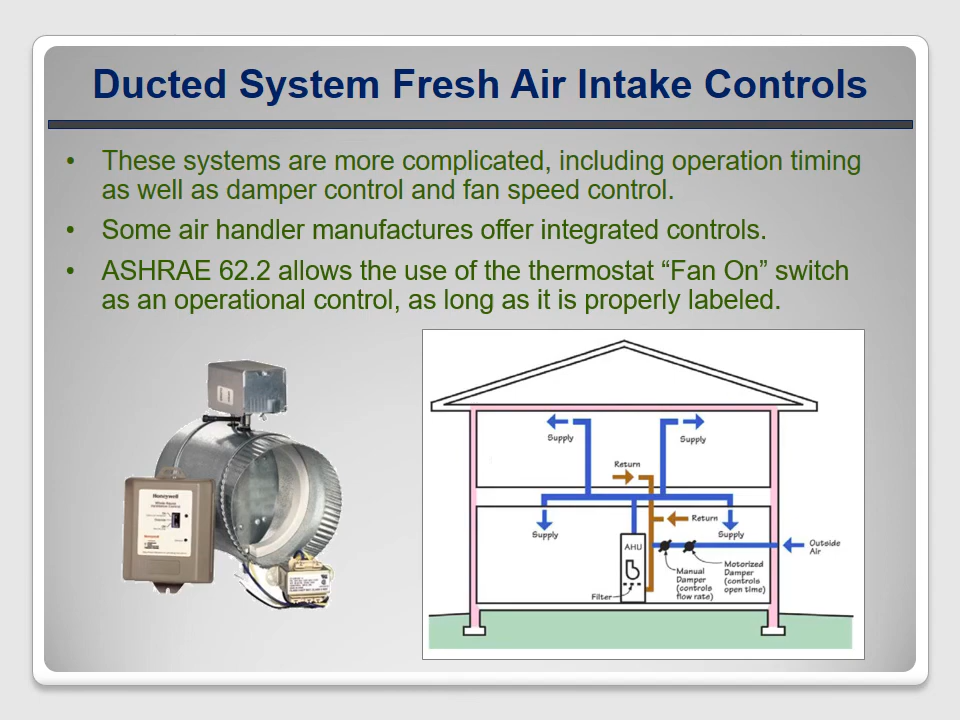 Ducted System Fresh Air Intake Controls
• These systems are more complicated, including operation timing
as well as damper control and fan speed control.
• Some air handler manufactures offer integrated controls.
• ASHRAE 62.2 allows the use of the thermostat “Fan On” switch
as an operational control, as long as it is properly labeled.
Honeywell
Supply
Supply
Return
Supply
Return
Supply
Outside
Air
AHU
Filter
Manual
Damper
(controls
flow rate)
Motorized
Damper
(controls
open time)